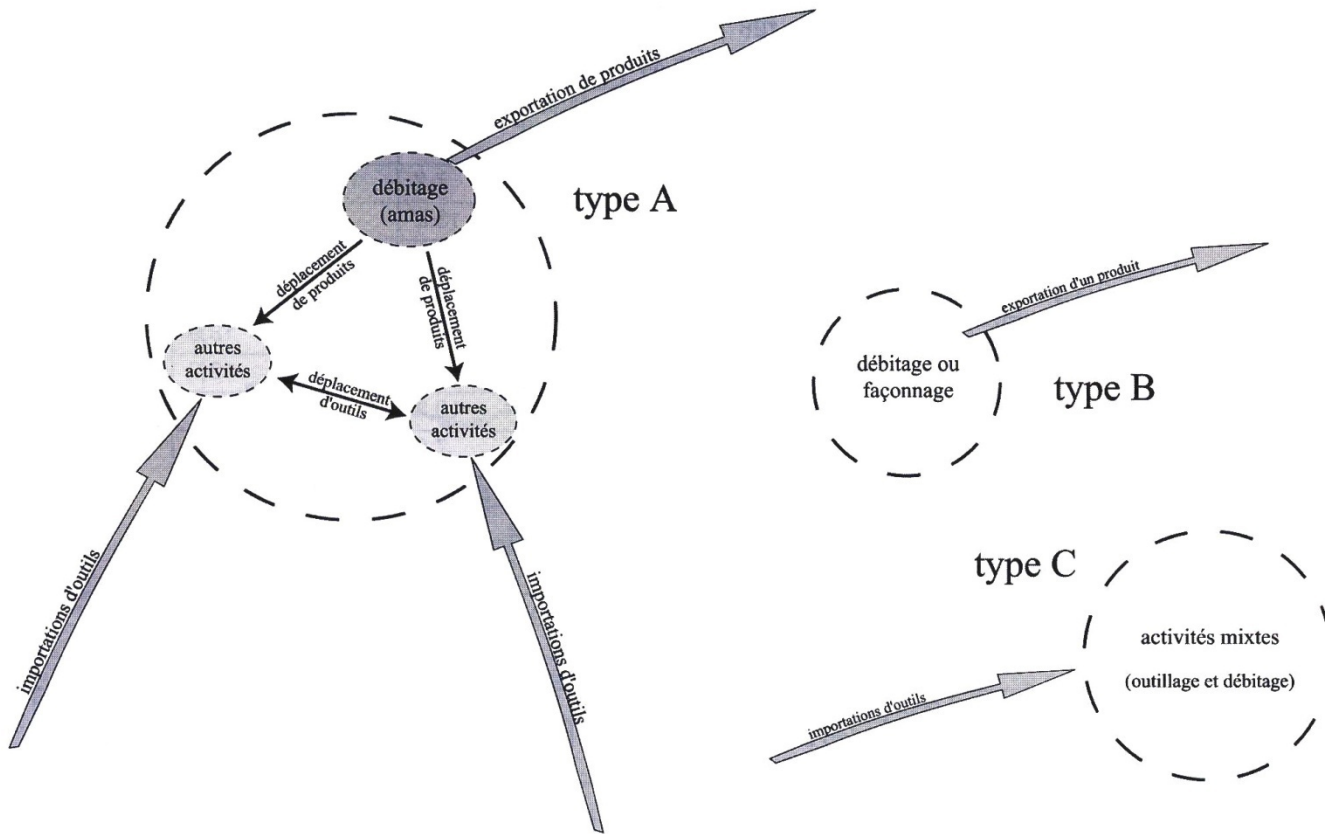 exportation de produits
débitage
(amas)
type A
déplacement
de produits
déplacement
de produits
autres
activités
déplacement
d'outils
autres
activités
importations d'outils
importations d'outils
exportation d'un produit
débitage ou
façonnage
type B
type C
activités mixtes
(outillage et débitage)
importations d'outils